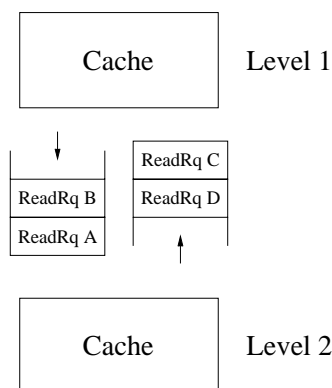 Cache Level 1
ReadRq C
ReadRq B ReadRq D
ReadRq A
Cache Level 2